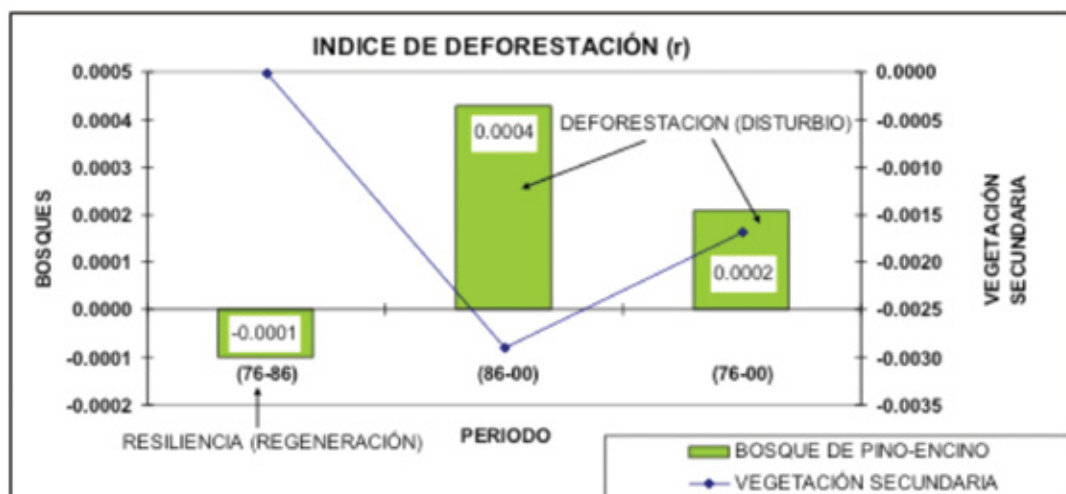 INDICE DE DEFORESTACIÓN (r)
BOSQUES
0.0005
0.0004
0.0003
0.0002
0.0001
0.0000
-0.0001
-0.0002
0.0000
-0.0005
-0.0010
-0.0015
-0.0020
-0.0025
-0.0030
-0.0035
VEGETACIÓN
SECUNDARIA
DEFORESTACION (DISTURBIO)
-0.0001
0.0004
0.0002
(76-86)
(86-00)
(76-00)
RESILIENCIA (REGENERACIÓN)
PERIODO
BOSQUE DE PINO-ENCINO
VEGETACIÓN SECUNDARIA